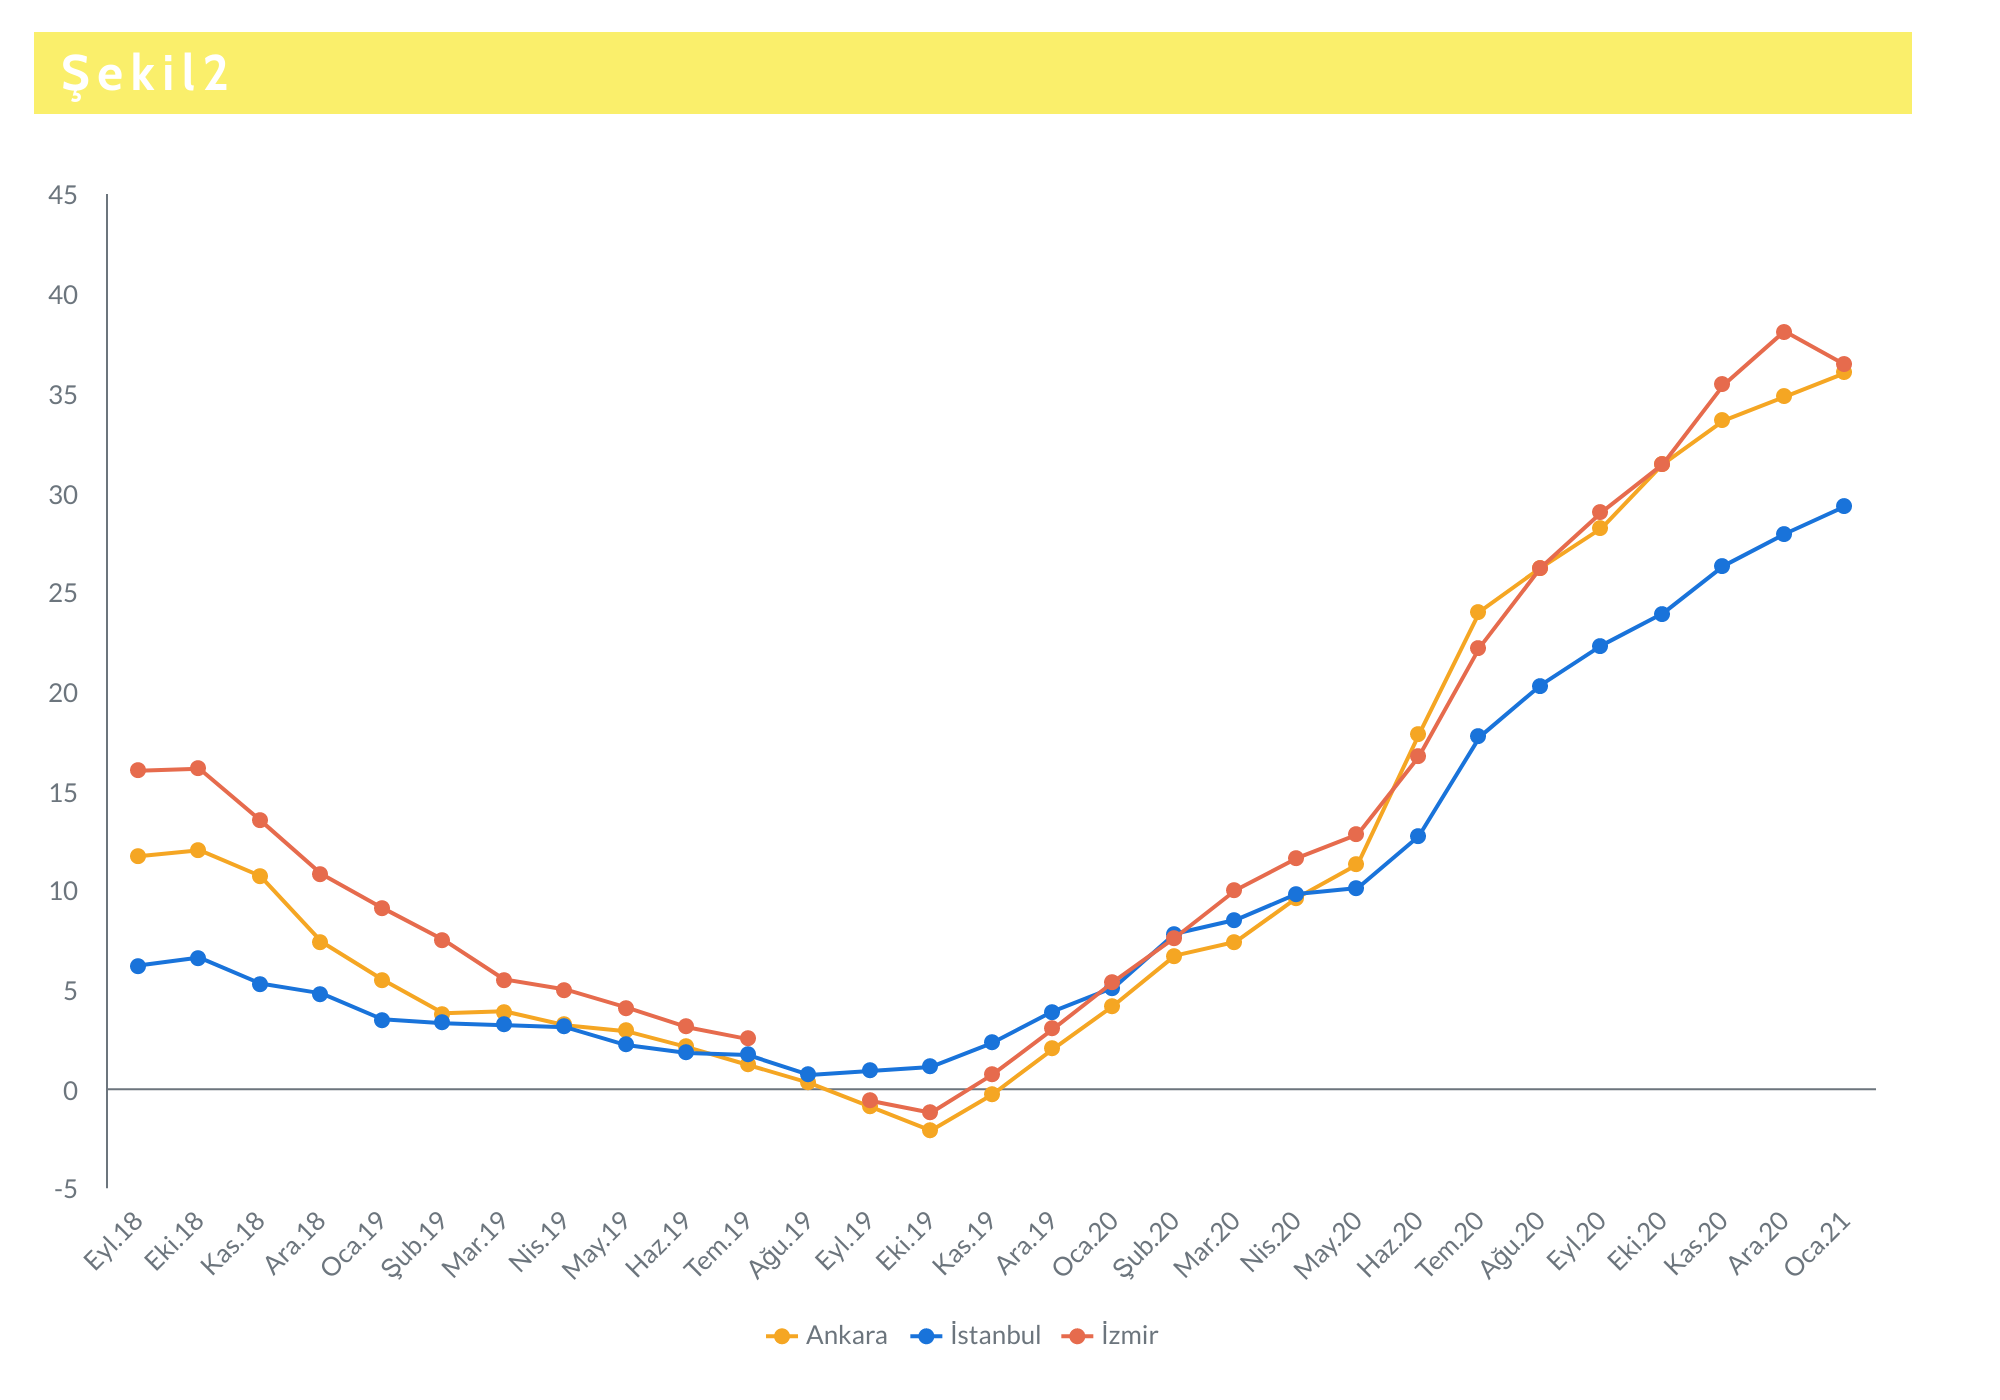 Şekil2
45
40
35
30
25
20
15
10
5
0
-5
Eyl.18
Eki.18
Kas.18
Ara.18
Oca.19
Şub.19
Mar.19
Nis.19
May.19
Haz.19
Tem.19
Ağu.19
Eyl.19
Eki.19
Kas.19
Ara.19
Oca.20
Şub.20
Mar.20
Nis.20
May.20
Haz.20
Tem.20
Ağu.20
Eyl.20
Eki.20
Kas.20
Ara.20
Oca.21
Ankara İstanbul İzmir